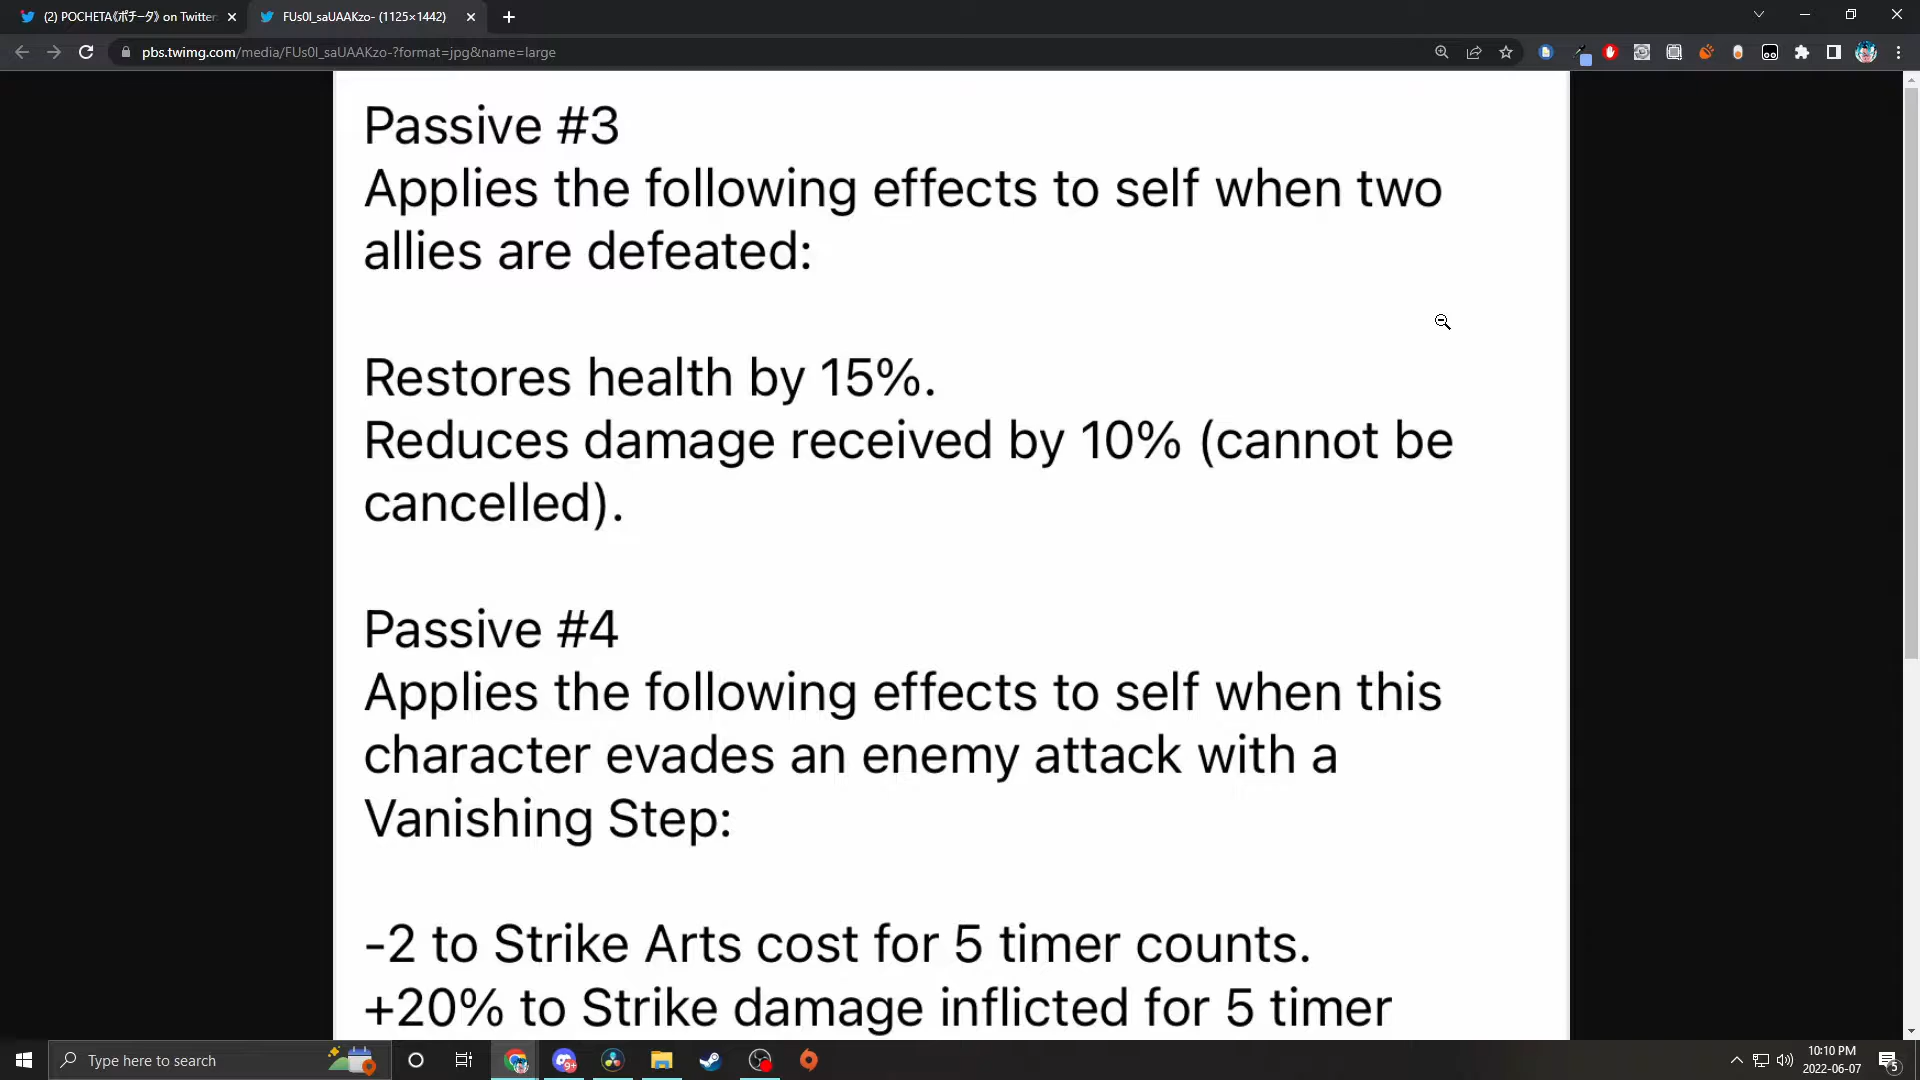 (2) POCHETA《ポチータ》 on Twitter:
FUs0l_saUAAKzo- (1125×1442)
pbs.twimg.com/media/FUs0l_saUAAKzo-?format=jpg&name=large
Passive #3
Applies the following effects to self when two
allies are defeated:
Restores health by 15%.
Reduces damage received by 10% (cannot be
cancelled).
Passive #4
Applies the following effects to self when this
character evades an enemy attack with a
Vanishing Step:
-2 to Strike Arts cost for 5 timer counts.
+20% to Strike damage inflicted for 5 timer
Type here to search
9+
10:10 PM
2022-06-07
5